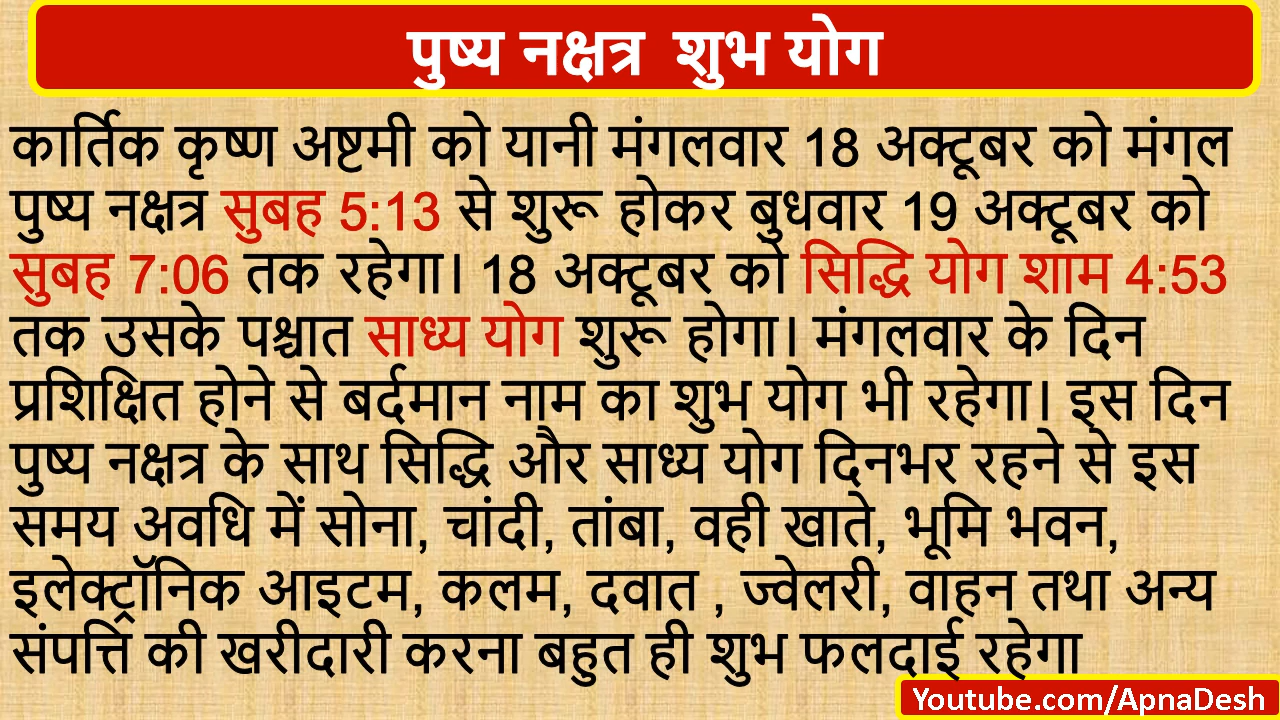 पुष्य नक्षत्र शुभ योग
कार्तिक कृष्ण अष्टमी को यानी मंगलवार 18 अक्टूबर को मंगल
पुष्य नक्षत्र सुबह 5:13 से शुरू होकर बुधवार 19 अक्टूबर को
सुबह 7:06 तक रहेगा। 18 अक्टूबर को सिद्धि योग शाम 4:53
तक उसके पश्चात साध्य योग शुरू होगा। मंगलवार के दिन
प्रशिक्षित होने से बर्दमान नाम का शुभ योग भी रहेगा। इस दिन
पुष्य नक्षत्र के साथ सिद्धि और साध्य योग दिनभर रहने से इस
समय अवधि में सोना, चांदी, तांबा, वही खाते, भूमि भवन,
इलेक्ट्रॉनिक आइटम, कलम, दवात , ज्वेलरी, वाहन तथा अन्य
संपत्ति की खरीदारी करना बहुत ही शुभ फलदाई रहेगा
Youtube.com/ApnaDesh